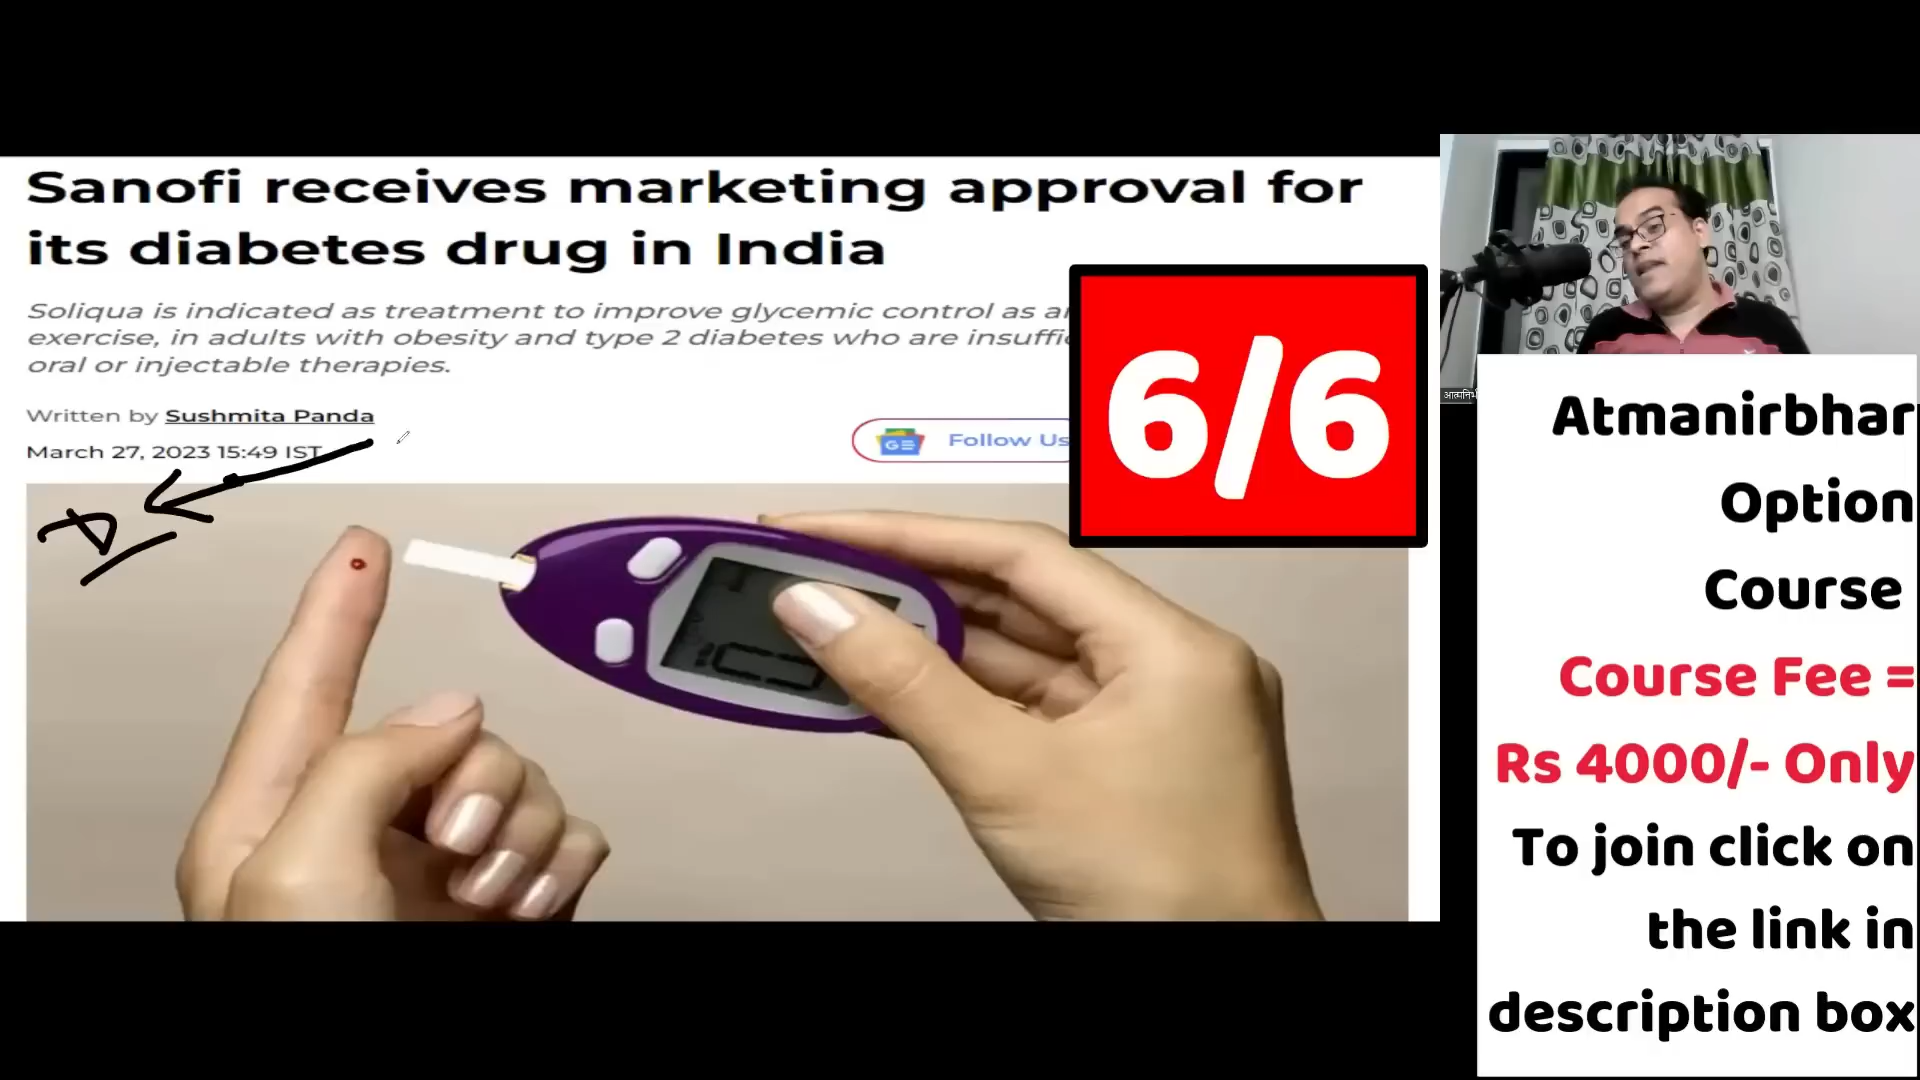 Sanofi receives marketing approval for
its diabetes drug in India
Soliqua is indicated as treatment to improve glycemic control as
exercise, in adults with obesity and type 2 diabetes who are
oral or injectable therapies.
Written by Sushmita Panda
March 27, 2023 15:49 IST
GE Follow Us
6/6
Atmanirbhar
Option
Course
Course Fee =
Rs 4000/- Only
To join click on
the link in
description box